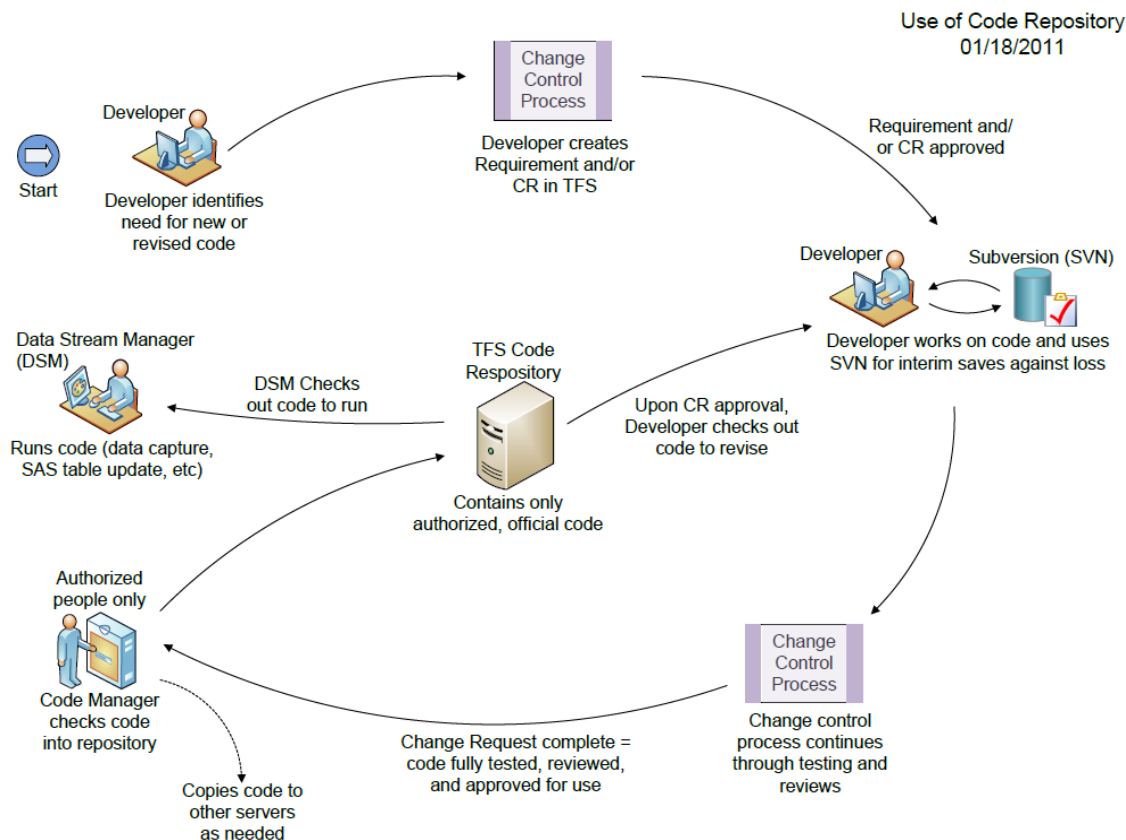 Use of Code Repository
01/18/2011
Start
Developer
Developer identifies
need for new or
revised code
Change
Control
Process
Developer creates
Requirement and/or
CR in TFS
Requirement and/
or CR approved
Developer
Subversion (SVN)
Developer works on code and uses
SVN for interim saves against loss
Data Stream Manager
(DSM)
Runs code (data capture,
SAS table update, etc)
DSM Checks
out code to run
TFS Code
Respository
Contains only
authorized, official code
Upon CR approval,
Developer checks out
code to revise
Authorized
people only
Code Manager
checks code
into repository
Copies code to
other servers
as needed
Change Request complete =
code fully tested, reviewed,
and approved for use
Change
Control
Process
Change control
process continues
through testing and
reviews